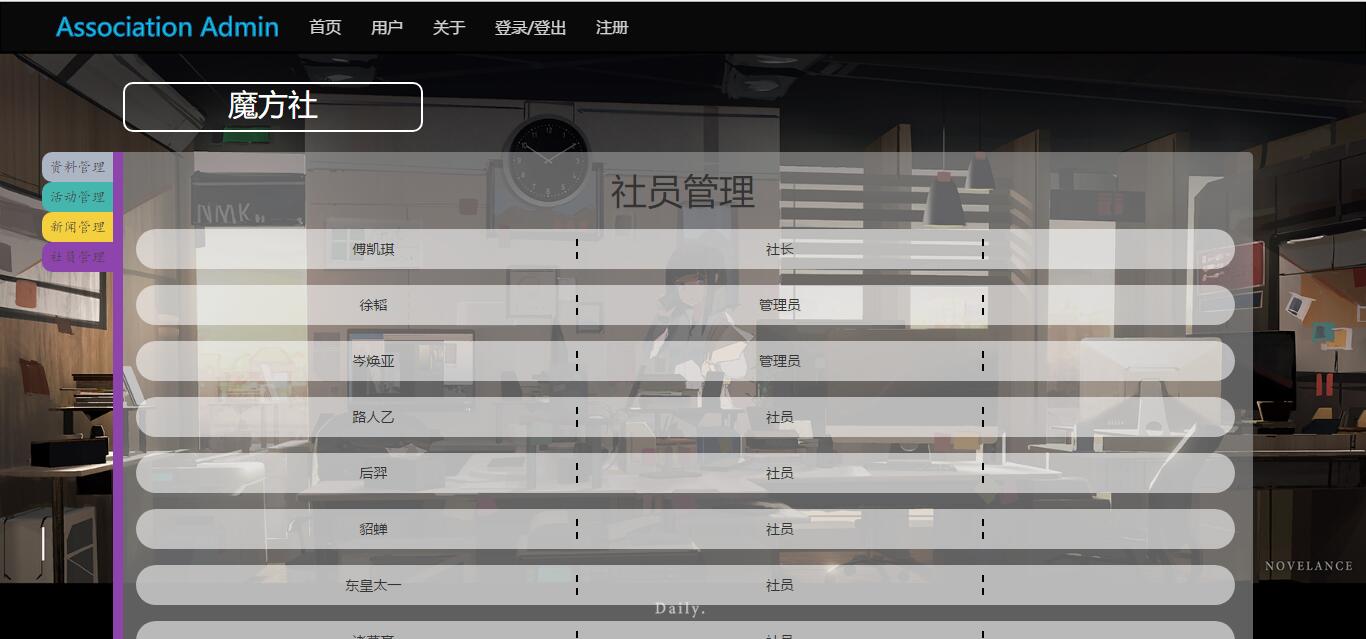 Association Admin 首页 用户 关于 登录/登出 注册
魔方社
资料管理
活动管理
新闻管理
社员管理
社员管理
傅凯琪 社长
徐韬 管理员
岑焕亚 管理员
路人乙 社员
后羿 社员
貂蝉 社员
东皇太一 社员
NMK
NOVELANCE
Daily.